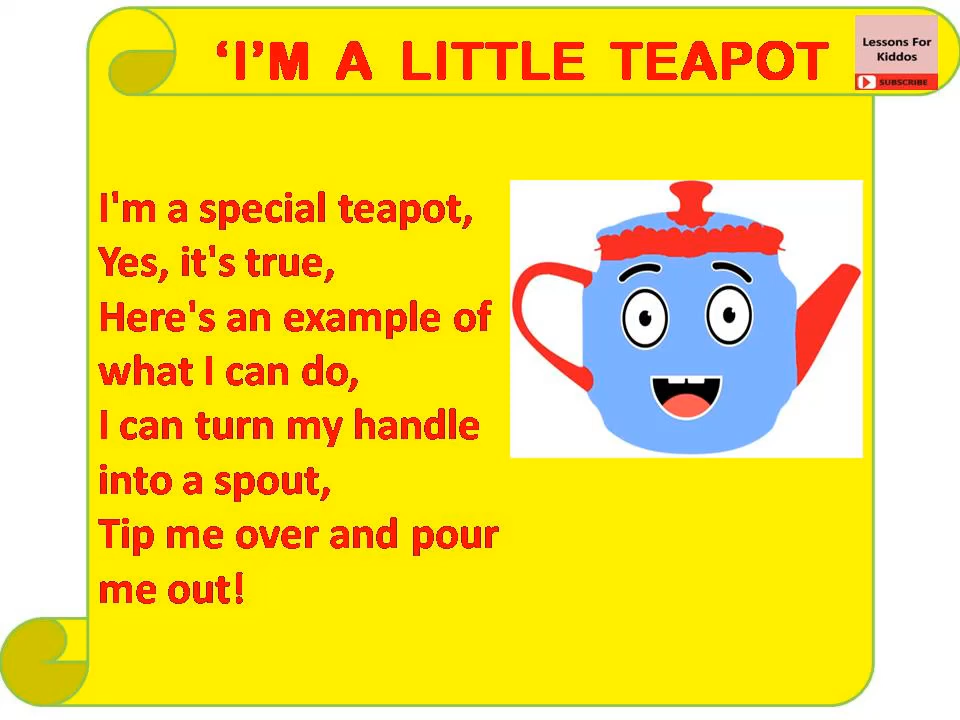 ‘I’M A LITTLE TEAPOT
Lessons For
Kiddos
SUBSCRIBE
I'm a special teapot,
Yes, it's true,
Here's an example of
what I can do,
I can turn my handle
into a spout,
Tip me over and pour
me out!